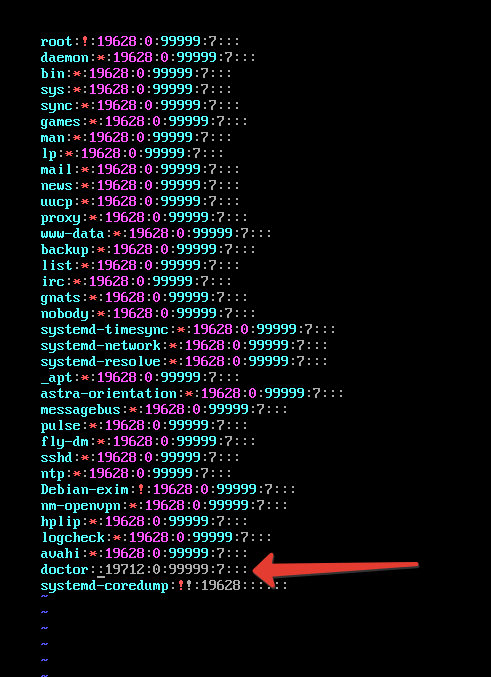 root:!:19628:0:99999:7:::
daemon:*:19628:0:99999:7:::
bin:*:19628:0:99999:7:::
sys:*:19628:0:99999:7:::
sync:*:19628:0:99999:7:::
games:*:19628:0:99999:7:::
man:*:19628:0:99999:7:::
lp:*:19628:0:99999:7:::
mail:*:19628:0:99999:7:::
news:*:19628:0:99999:7:::
uucp:*:19628:0:99999:7:::
proxy:*:19628:0:99999:7:::
www-data:*:19628:0:99999:7:::
backup:*:19628:0:99999:7:::
list:*:19628:0:99999:7:::
irc:*:19628:0:99999:7:::
gnats:*:19628:0:99999:7:::
nobody:*:19628:0:99999:7:::
systemd-timesync:*:19628:0:99999:7:::
systemd-network:*:19628:0:99999:7:::
systemd-resolve:*:19628:0:99999:7:::
_apt:*:19628:0:99999:7:::
astra-orientation:*:19628:0:99999:7:::
messagebus:*:19628:0:99999:7:::
pulse:*:19628:0:99999:7:::
fly-dm:*:19628:0:99999:7:::
sshd:*:19628:0:99999:7:::
ntp:*:19628:0:99999:7:::
Debian-exim:!:19628:0:99999:7:::
nm-openvpn:*:19628:0:99999:7:::
hplip:*:19628:0:99999:7:::
logcheck:*:19628:0:99999:7:::
avahi:*:19628:0:99999:7:::
doctor::19712:0:99999:7:::
systemd-coredump:!!:19628::::::
~
~
~
~
~
~